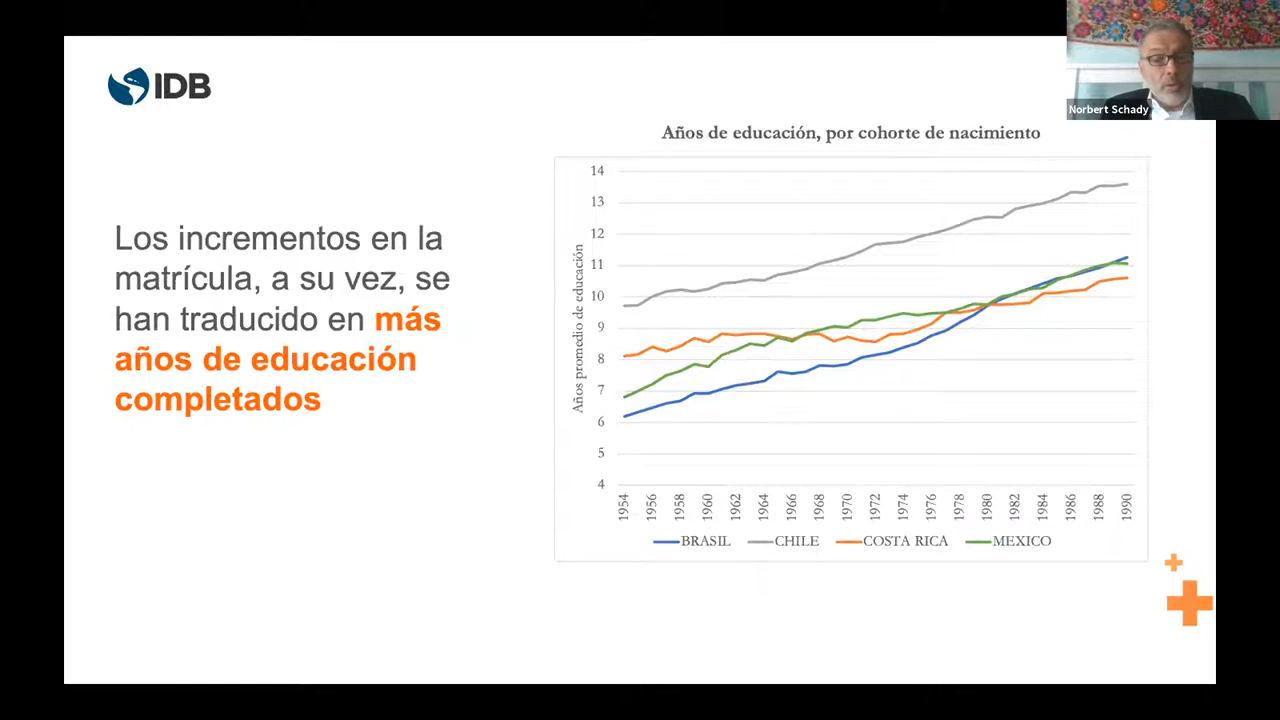 IDB
Norbert Schady
Los incrementos en la
matrícula, a su vez, se
han traducido en más
años de educación
completados
Años de educación, por cohorte de nacimiento
Años promedio de educación
14
13
12
11
10
9
8
7
6
5
4
1954 1956 1958 1960 1962 1964 1966 1968 1970 1972 1974 1976 1978 1980 1982 1984 1986 1988 1990
BRASIL CHILE COSTA RICA MEXICO